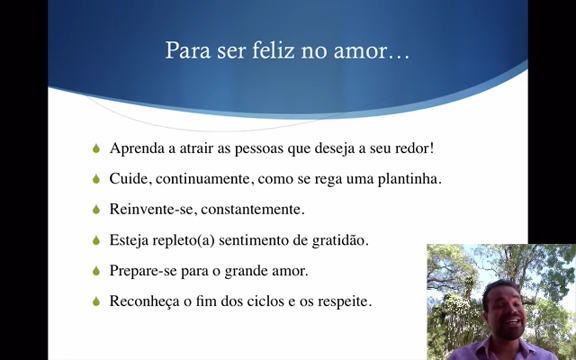 Para ser feliz no amor…
Aprenda a atrair as pessoas que deseja a seu redor!
Cuide, continuamente, como se rega uma plantinha.
Reinvente-se, constantemente.
Esteja repleto(a) sentimento de gratidão.
Prepare-se para o grande amor.
Reconheça o fim dos ciclos e os respeite.